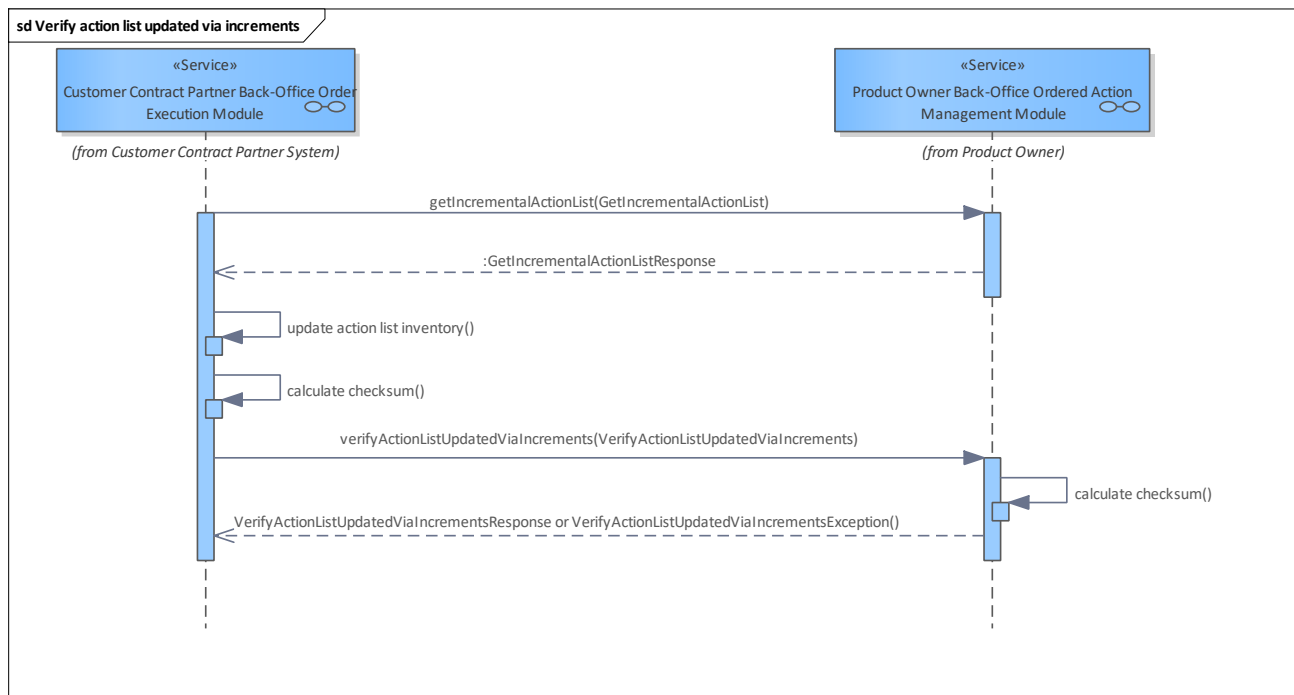 sd Verify action list updated via increments
«Service»
Customer Contract Partner Back-Office Order
Execution Module
(from Customer Contract Partner System)
«Service»
Product Owner Back-Office Ordered Action
Management Module
(from Product Owner)
getIncrementalActionList(GetIncrementalActionList)
:GetIncrementalActionListResponse
update action list inventory()
calculate checksum()
verifyActionListUpdatedViaIncrements(VerifyActionListUpdatedViaIncrements)
calculate checksum()
VerifyActionListUpdatedViaIncrementsResponse or VerifyActionListUpdatedViaIncrementsException()